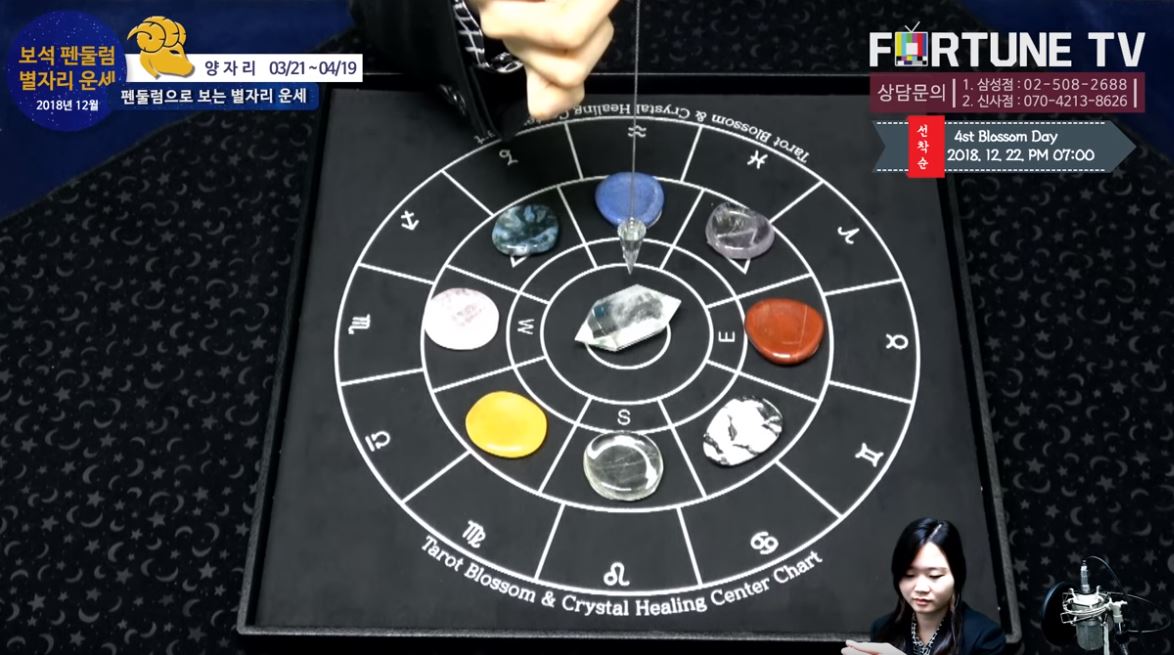 보석 펜둘럼
별자리 운세
2018년 12월
양자리 03/21~04/19
펜둘럼으로 보는 별자리 운세
FORTUNE TV
상담문의
1. 삼성점 : 02-508-2688
2. 신사점 : 070-4213-8626
선착순
4st Blossom Day
2018. 12. 22. PM 07:00
Tarot Blossom & Crystal Healing
W
E
S
Tarot Blossom & Crystal Healing Center Chart